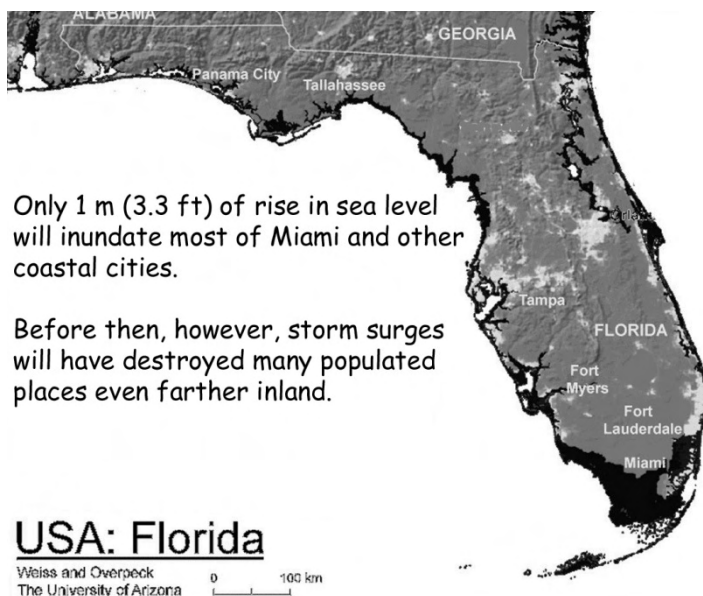 ALABAMA
GEORGIA
Panama City
Tallahassee
Only 1 m (3.3 ft) of rise in sea level
will inundate most of Miami and other
coastal cities.
Before then, however, storm surges
will have destroyed many populated
places even farther inland.
Tampa
FLORIDA
Fort
Myers
Fort
Lauderdale
Miami
USA: Florida
Weiss and Overpeck
The University of Arizona
0 100 km